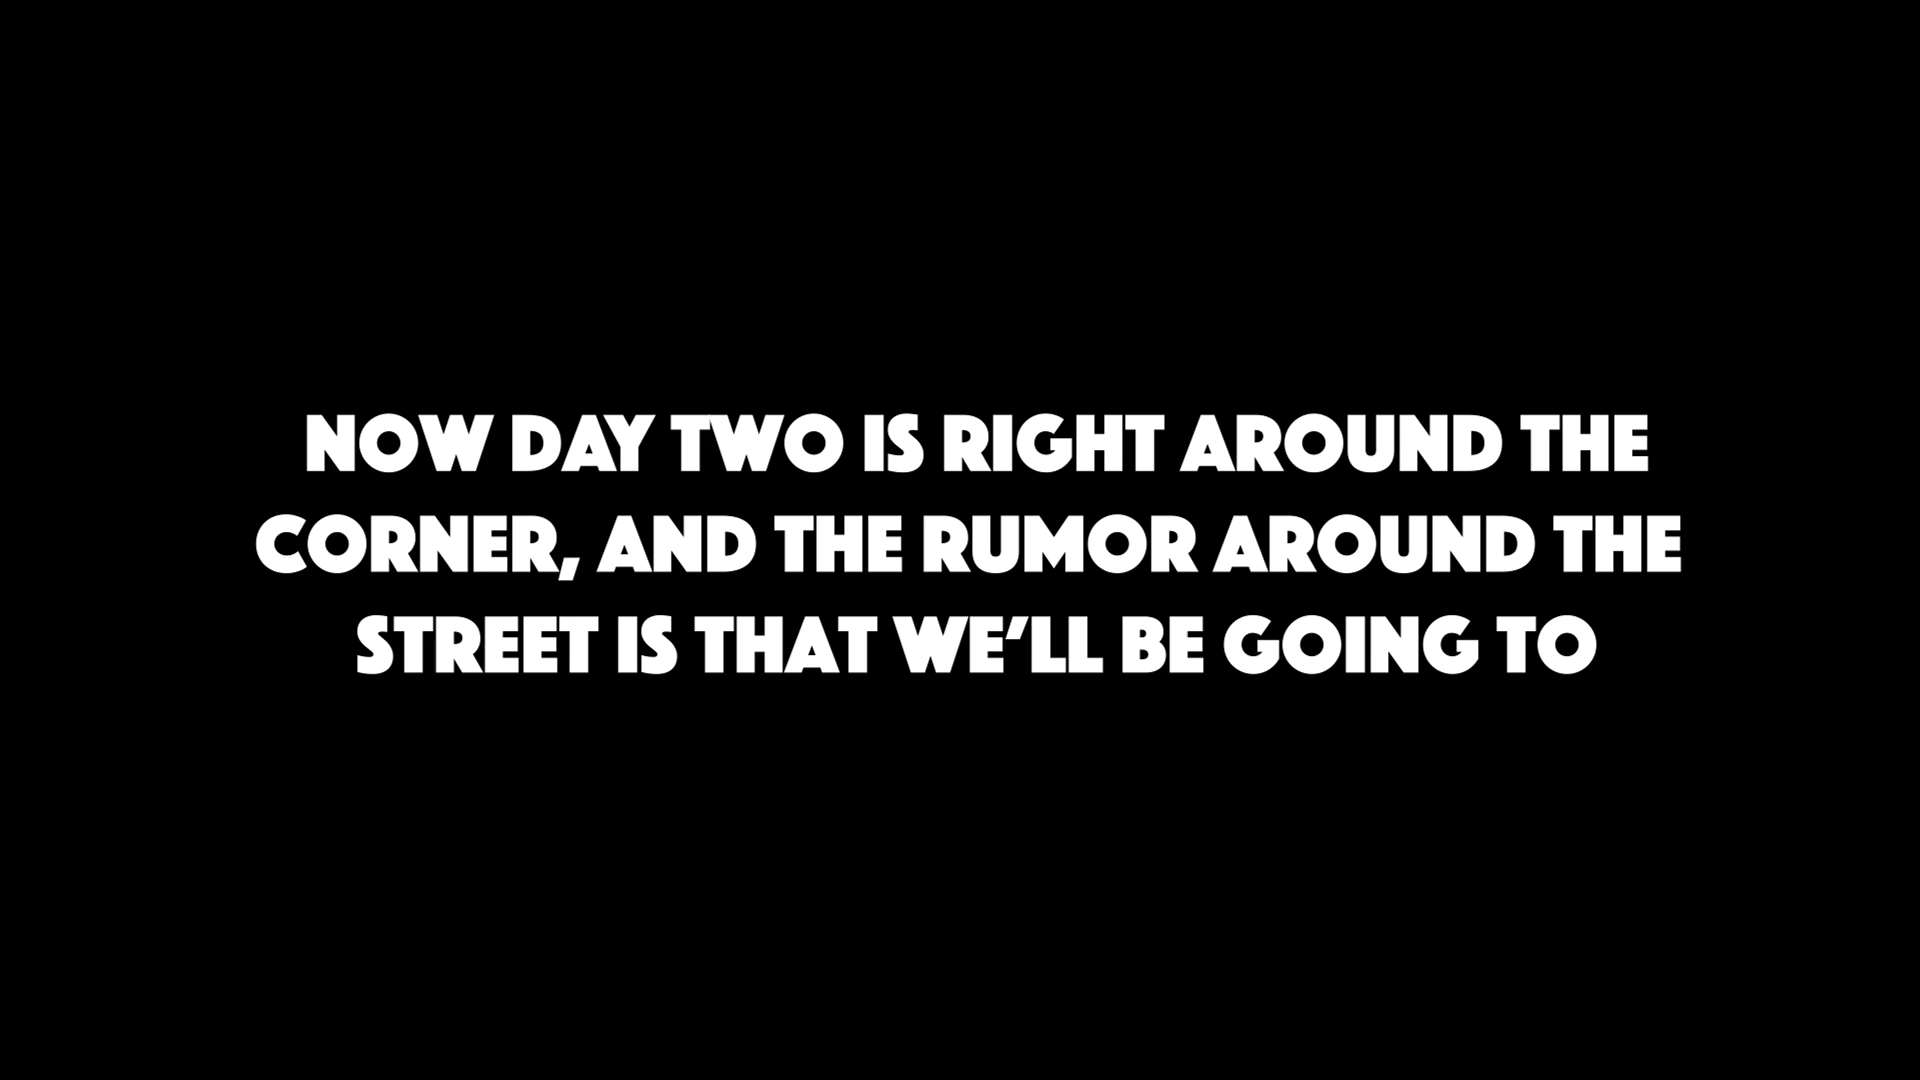 NOW DAY TWO IS RIGHT AROUND THE
CORNER, AND THE RUMOR AROUND THE
STREET IS THAT WE’LL BE GOING TO